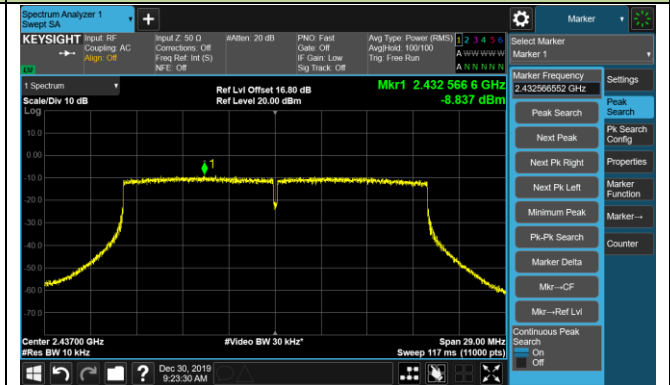 Spectrum Analyzer 1
Swept SA
+
Marker
KEYSIGHT
Input: RF
Coupling: AC
Align: Off
Input Z: 50 Ω
Corrections: Off
Freq Ref: Int (S)
NFE: Off
#Atten: 20 dB
PNO: Fast
Gate: Off
IF Gain: Low
Sig Track: Off
Avg Type: Power (RMS)
Avg|Hold: 100/100
Trig: Free Run
1 2 3 4 5 6
A W W W W W
A N N N N N
Select Marker
Marker 1
1 Spectrum
Scale/Div 10 dB
Log
Ref Lvl Offset 16.80 dB
Ref Level 20.00 dBm
Mkr1 2.432 566 6 GHz
-8.837 dBm
10.0
0.00
-10.0
-20.0
-30.0
-40.0
-50.0
-60.0
-70.0
1
Center 2.43700 GHz
#Res BW 10 kHz
#Video BW 30 kHz*
Span 29.00 MHz
Sweep 117 ms (11000 pts)
Marker Frequency
2.432566552 GHz
Peak Search
Next Peak
Next Pk Right
Next Pk Left
Minimum Peak
Pk-Pk Search
Marker Delta
Mkr→CF
Mkr→Ref Lvl
Continuous Peak
Search
On
Off
Settings
Peak
Search
Pk Search
Config
Properties
Marker
Function
Marker→
Counter
?
Dec 30, 2019
9:23:30 AM